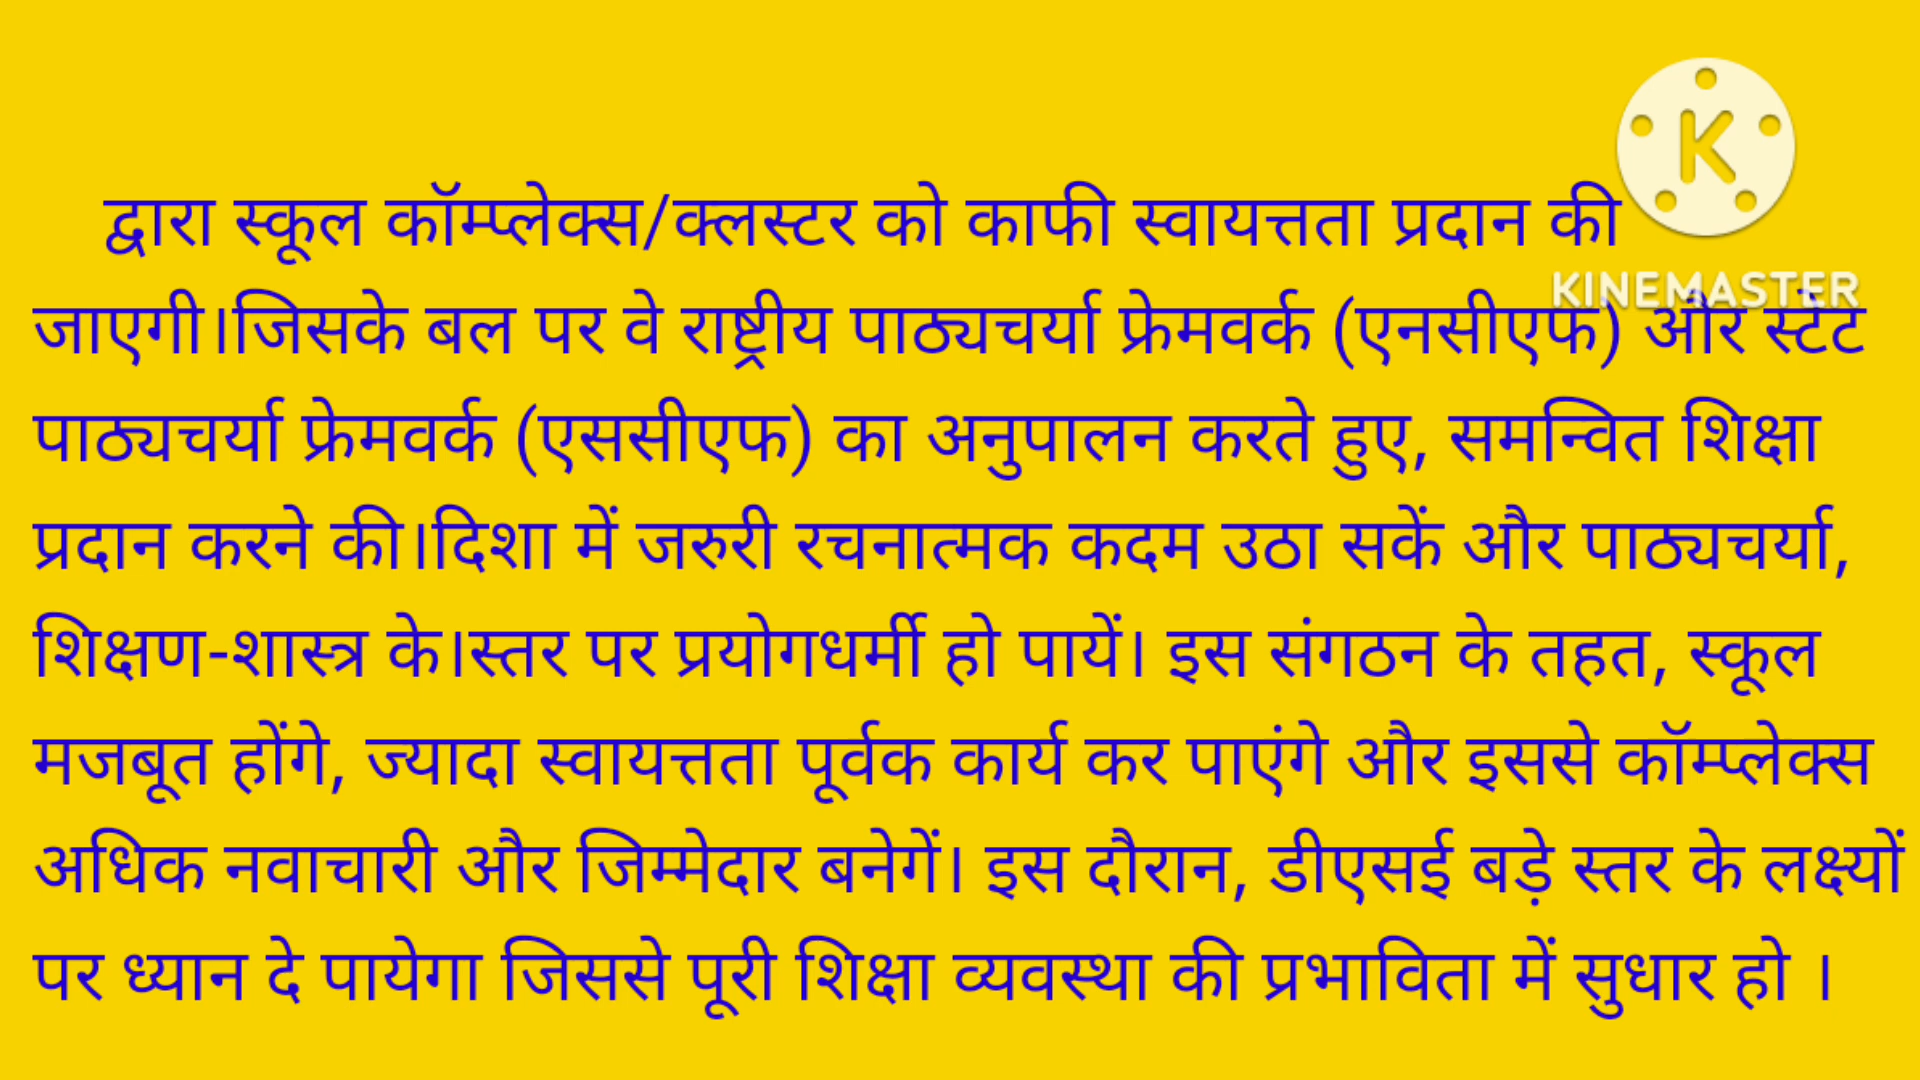 द्वारा स्कूल कॉम्प्लेक्स/क्लस्टर को काफी स्वायत्तता प्रदान की
KINEMASTER
जाएगी।जिसके बल पर वे राष्ट्रीय पाठ्यचर्या फ्रेमवर्क (एनसीएफ) और स्टेट
पाठ्यचर्या फ्रेमवर्क (एससीएफ) का अनुपालन करते हुए, समन्वित शिक्षा
प्रदान करने की।दिशा में जरुरी रचनात्मक कदम उठा सकें और पाठ्यचर्या,
शिक्षण-शास्त्र के।स्तर पर प्रयोगधर्मी हो पायें। इस संगठन के तहत, स्कूल
मजबूत होंगे, ज्यादा स्वायत्तता पूर्वक कार्य कर पाएंगे और इससे कॉम्प्लेक्स
अधिक नवाचारी और जिम्मेदार बनेगें। इस दौरान, डीएसई बड़े स्तर के लक्ष्यों
पर ध्यान दे पायेगा जिससे पूरी शिक्षा व्यवस्था की प्रभाविता में सुधार हो ।